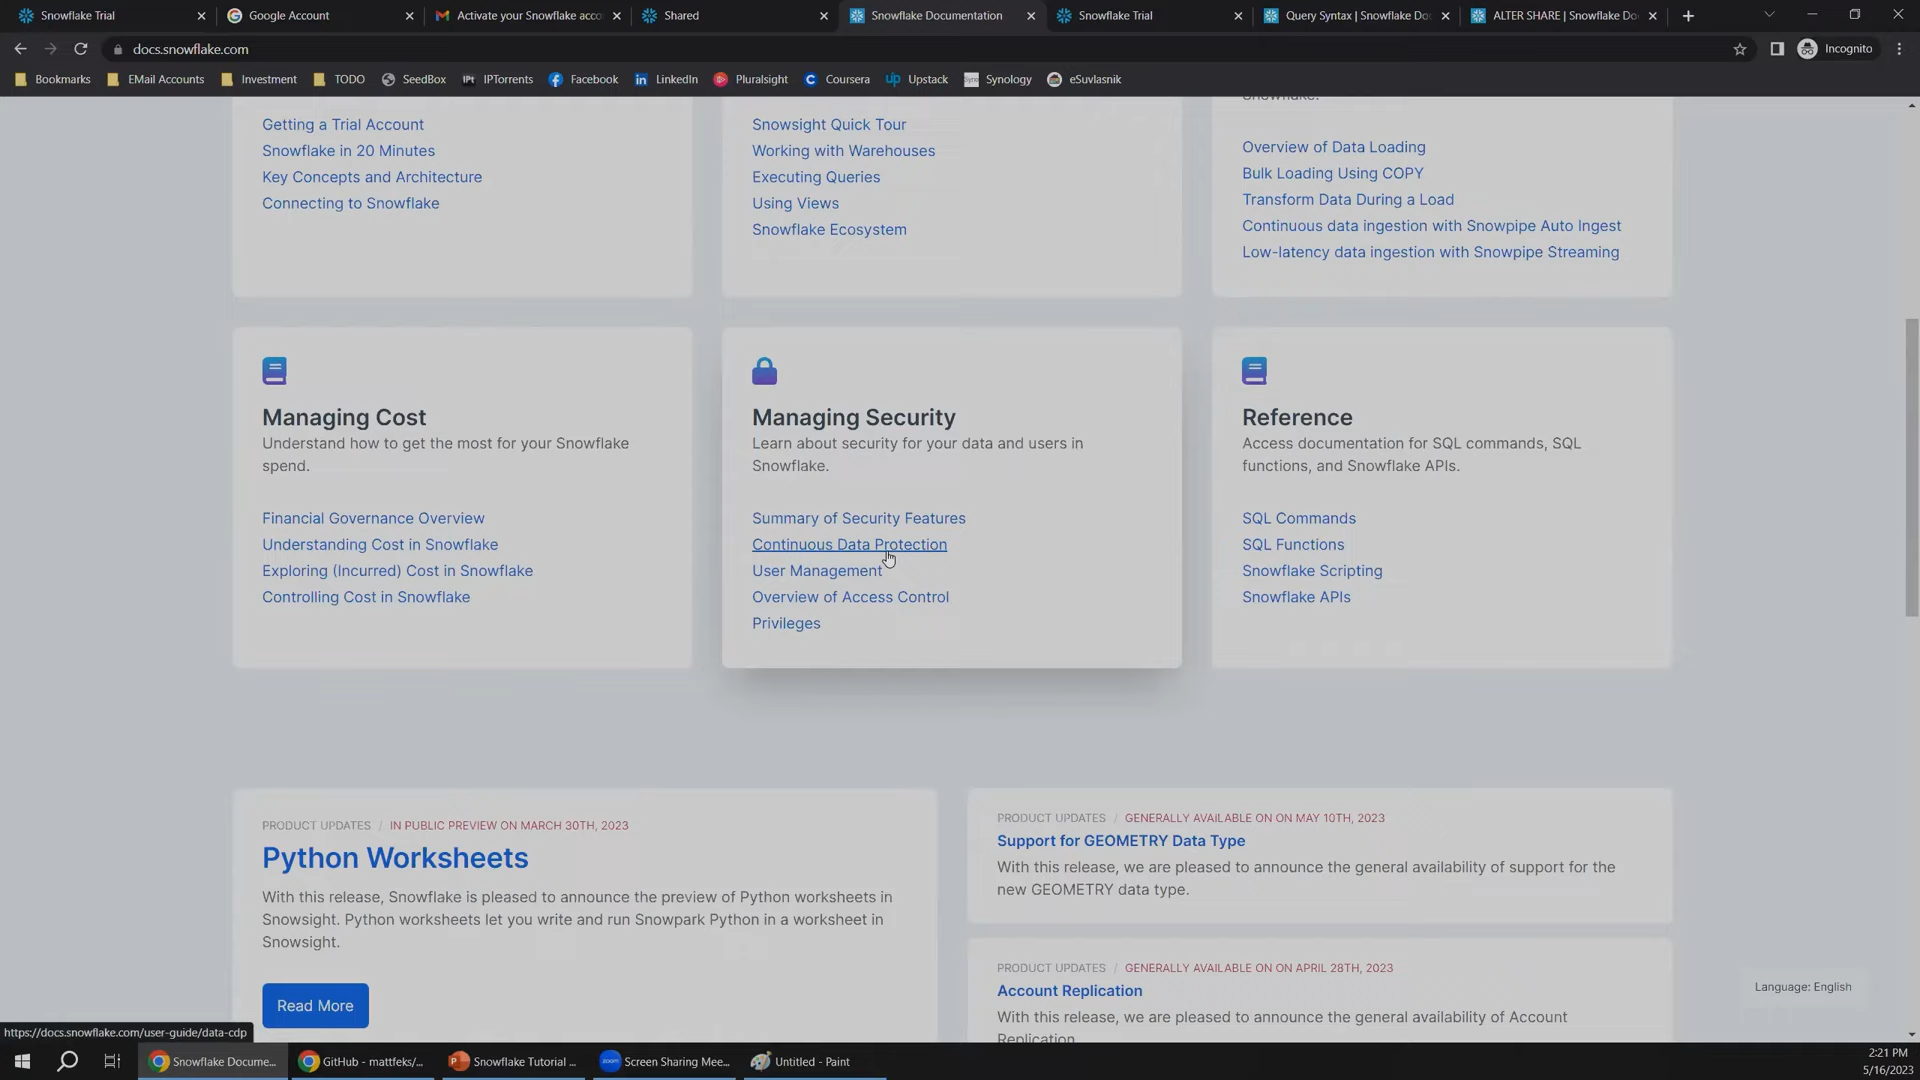 Snowflake Trial
Google Account
Activate your Snowflake acco
Shared
Snowflake Documentation
Snowflake Trial
Query Syntax | Snowflake Do
ALTER SHARE | Snowflake Do
docs.snowflake.com
Incognito
Bookmarks
EMail Accounts
Investment
TODO
SeedBox
IPTorrents
Facebook
LinkedIn
Pluralsight
Coursera
Upstack
Synology
eSuvlasnik
Snowflake.
Getting a Trial Account
Snowflake in 20 Minutes
Key Concepts and Architecture
Connecting to Snowflake
Snowsight Quick Tour
Working with Warehouses
Executing Queries
Using Views
Snowflake Ecosystem
Overview of Data Loading
Bulk Loading Using COPY
Transform Data During a Load
Continuous data ingestion with Snowpipe Auto Ingest
Low-latency data ingestion with Snowpipe Streaming
Managing Cost
Understand how to get the most for your Snowflake
spend.
Financial Governance Overview
Understanding Cost in Snowflake
Exploring (Incurred) Cost in Snowflake
Controlling Cost in Snowflake
Managing Security
Learn about security for your data and users in
Snowflake.
Summary of Security Features
Continuous Data Protection
User Management
Overview of Access Control
Privileges
Reference
Access documentation for SQL commands, SQL
functions, and Snowflake APIs.
SQL Commands
SQL Functions
Snowflake Scripting
Snowflake APIs
PRODUCT UPDATES / IN PUBLIC PREVIEW ON MARCH 30TH, 2023
Python Worksheets
With this release, Snowflake is pleased to announce the preview of Python worksheets in
Snowsight. Python worksheets let you write and run Snowpark Python in a worksheet in
Snowsight.
Read More
PRODUCT UPDATES / GENERALLY AVAILABLE ON ON MAY 10TH, 2023
Support for GEOMETRY Data Type
With this release, we are pleased to announce the general availability of support for the
new GEOMETRY data type.
PRODUCT UPDATES / GENERALLY AVAILABLE ON ON APRIL 28TH, 2023
Account Replication
With this release, we are pleased to announce the general availability of Account
Replication
Language: English
https://docs.snowflake.com/user-guide/data-cdp
Snowflake Docume...
GitHub - mattfeks/...
Snowflake Tutorial ...
Screen Sharing Mee...
Untitled - Paint
2:21 PM
5/16/2023